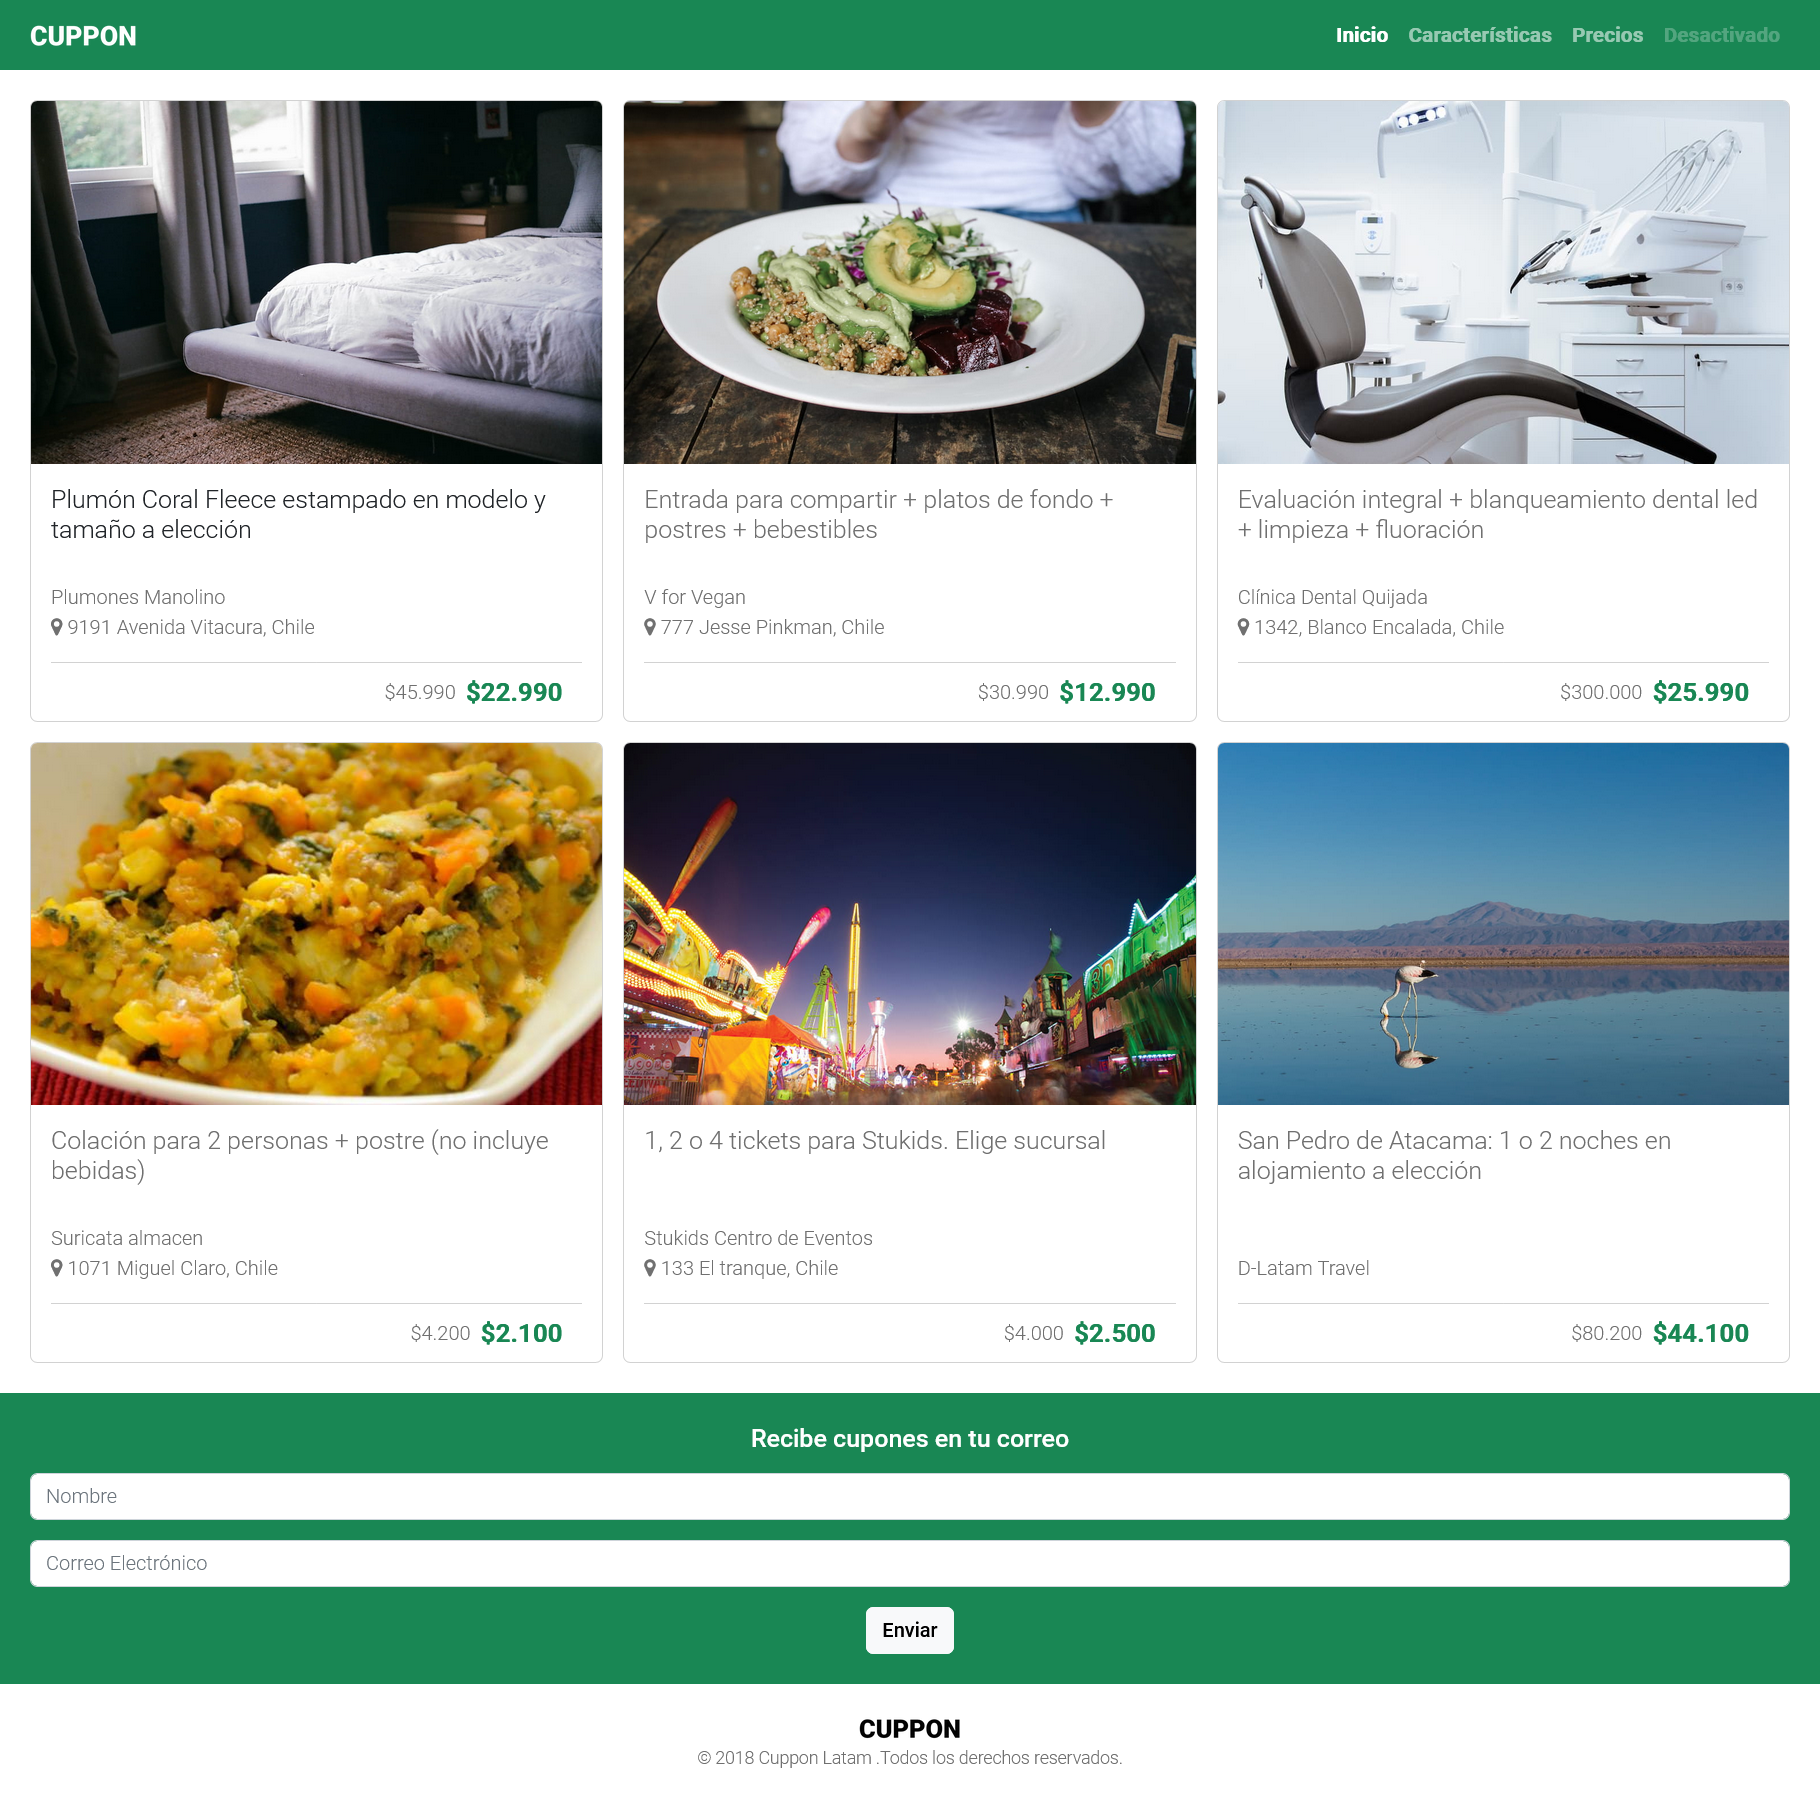 CUPPON
Inicio Características Precios Desactivado
Plumón Coral Fleece estampado en modelo y
tamaño a elección
Plumones Manolino
9191 Avenida Vitacura, Chile
$45.990 $22.990
Entrada para compartir + platos de fondo +
postres + bebestibles
V for Vegan
777 Jesse Pinkman, Chile
$30.990 $12.990
Evaluación integral + blanqueamiento dental led
+ limpieza + fluoración
Clínica Dental Quijada
1342, Blanco Encalada, Chile
$300.000 $25.990
Colación para 2 personas + postre (no incluye
bebidas)
Suricata almacen
1071 Miguel Claro, Chile
$4.200 $2.100
1, 2 o 4 tickets para Stukids. Elige sucursal
Stukids Centro de Eventos
133 El tranque, Chile
$4.000 $2.500
San Pedro de Atacama: 1 o 2 noches en
alojamiento a elección
D-Latam Travel
$80.200 $44.100
Recibe cupones en tu correo
Nombre
Correo Electrónico
Enviar
CUPPON
© 2018 Cuppon Latam .Todos los derechos reservados.